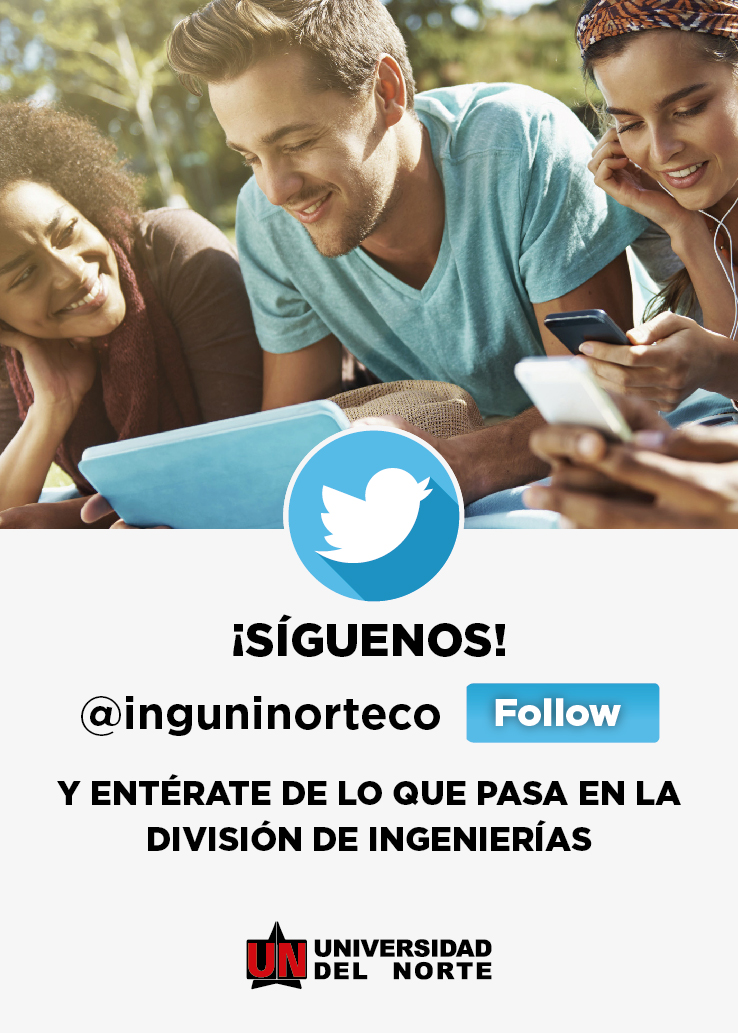 ¡SÍGUENOS!
@inguninorteco Follow
Y ENTÉRATE DE LO QUE PASA EN LA
DIVISIÓN DE INGENIERÍAS
UN UNIVERSIDAD
DEL NORTE